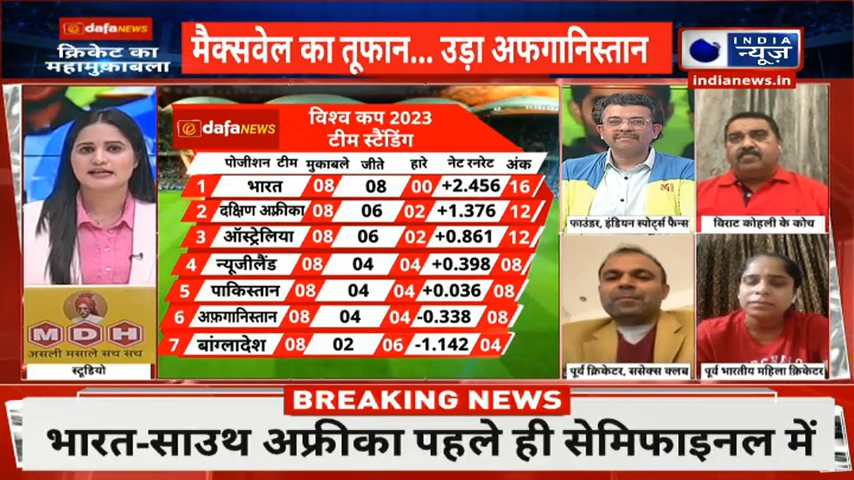 dafaNEWS
क्रिकेट का
महामुक़ाबला
मैक्सवेल का तूफान... उड़ा अफगानिस्तान
INDIA
न्यूज़
indianews.in
dafaNEWS
विश्व कप 2023
टीम स्टैंडिंग
पोजीशन टीम मुकाबले जीते हारे नेट रनरेट अंक
1 भारत 08 08 00 +2.456 16
2 दक्षिण अफ्रीका 08 06 02 +1.376 12
3 ऑस्ट्रेलिया 08 06 02 +0.861 12
4 न्यूजीलैंड 08 04 04 +0.398 08
5 पाकिस्तान 08 04 04 +0.036 08
6 अफ़गानिस्तान 08 04 04 -0.338 08
7 बांग्लादेश 08 02 06 -1.142 04
MDH
असली मसाले सच सच
स्टूडियो
फाउंडर, इंडियन स्पोर्ट्स फैन्स
विराट कोहली के कोच
पूर्व क्रिकेटर, ससेक्स क्लब
पूर्व भारतीय महिला क्रिकेटर
BREAKING NEWS
भारत-साउथ अफ्रीका पहले ही सेमिफाइनल में